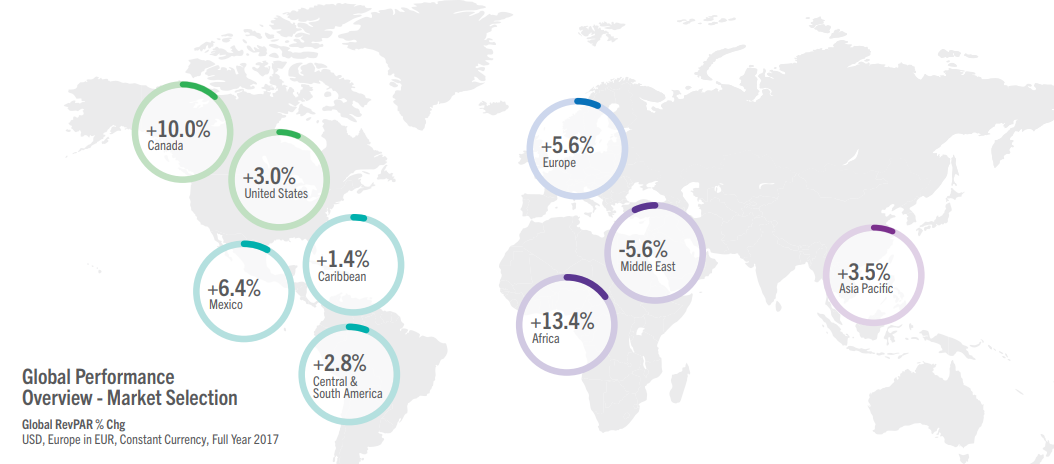 +10.0%
Canada
+3.0%
United States
+5.6%
Europe
+1.4%
Caribbean
-5.6%
Middle East
+3.5%
Asia Pacific
+6.4%
Mexico
+13.4%
Africa
+2.8%
Central &
South America
Global Performance
Overview - Market Selection
Global RevPAR % Chg
USD, Europe in EUR, Constant Currency, Full Year 2017